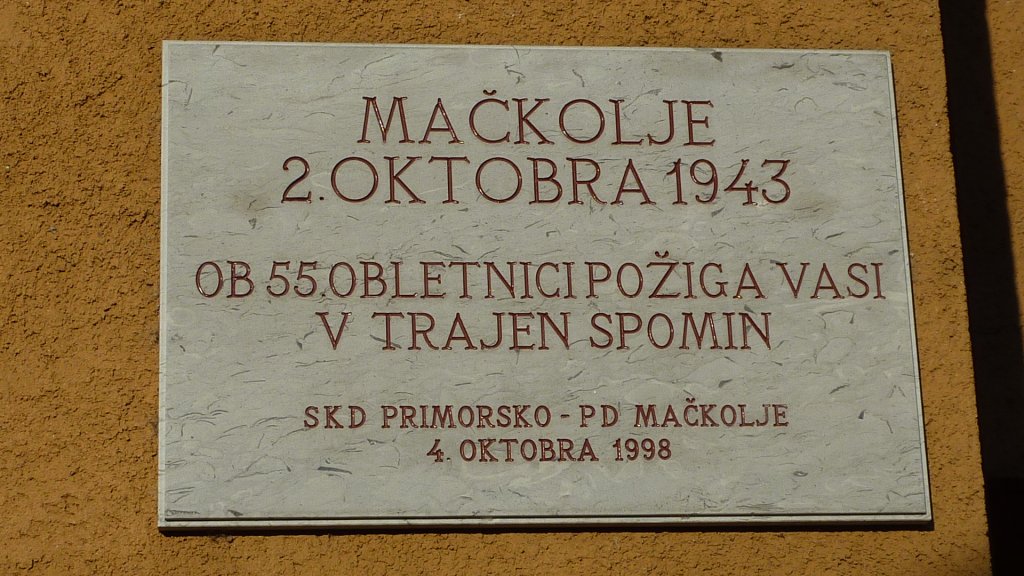 MAČKOLJE
2. OKTOBRA 1943
OB 55. OBLETNICI POŽIGA VASI
V TRAJEN SPOMIN
SKD PRIMORSKO - PD MAČKOLJE
4. OKTOBRA 1998